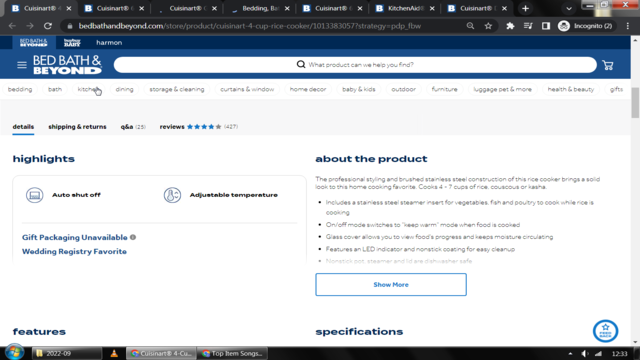 Cuisinart® 4-
Cuisinart® 6
Cuisinart®
Bedding, Bat
Cuisinart®
KitchenAid®
Cuisinart®
bedbathandbeyond.com/store/product/cuisinart-4-cup-rice-cooker/1013383057?strategy=pdp_fbw
Incognito (2)
BED BATH & BEYOND
harmon
BED BATH &
BEYOND
What product can we help you find?
bedding
bath
kitchen
dining
storage & cleaning
curtains & window
home decor
baby & kids
outdoor
furniture
luggage pet & more
health & beauty
gifts
details
shipping & returns
q&a (25)
reviews
(427)
highlights
Auto shut off
Adjustable temperature
Gift Packaging Unavailable
Wedding Registry Favorite
about the product
The professional styling and brushed stainless steel construction of this rice cooker brings a solid
look to this home cooking favorite. Cooks 4 - 7 cups of rice, couscous or kasha.
• Includes a stainless steel steamer insert for vegetables, fish and poultry to cook while rice is
cooking
• On/off mode switches to "keep warm" mode when food is cooked
• Glass cover allows you to view food's progress and keeps moisture circulating
• Features an LED indicator and nonstick coating for easy cleanup
• Nonstick pot, steamer and lid are dishwasher safe
Show More
features
specifications
FEED
BACK
2022-09
Cuisinart® 4-Cu...
Top Item Songs...
12:33